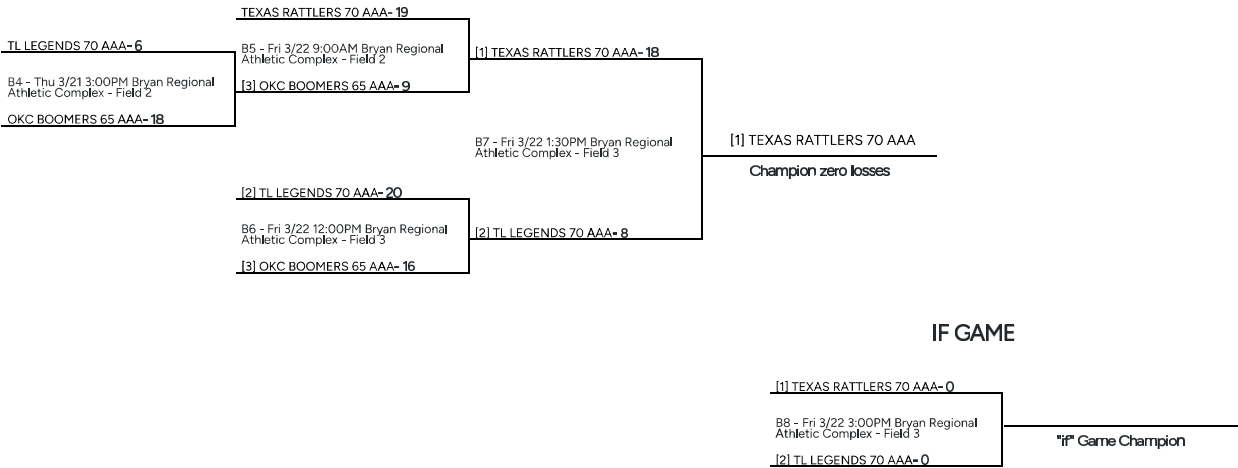 TL LEGENDS 70 AAA- 6
B4 - Thu 3/21 3:00PM Bryan Regional
Athletic Complex - Field 2
OKC BOOMERS 65 AAA- 18
TEXAS RATTLERS 70 AAA- 19
B5 - Fri 3/22 9:00AM Bryan Regional
Athletic Complex - Field 2
[3] OKC BOOMERS 65 AAA- 9
[2] TL LEGENDS 70 AAA- 20
B6 - Fri 3/22 12:00PM Bryan Regional
Athletic Complex - Field 3
[3] OKC BOOMERS 65 AAA- 16
[1] TEXAS RATTLERS 70 AAA- 18
B7 - Fri 3/22 1:30PM Bryan Regional
Athletic Complex - Field 3
[2] TL LEGENDS 70 AAA- 8
[1] TEXAS RATTLERS 70 AAA
Champion zero losses
IF GAME
[1] TEXAS RATTLERS 70 AAA- 0
B8 - Fri 3/22 3:00PM Bryan Regional
Athletic Complex - Field 3
[2] TL LEGENDS 70 AAA- 0
"if" Game Champion